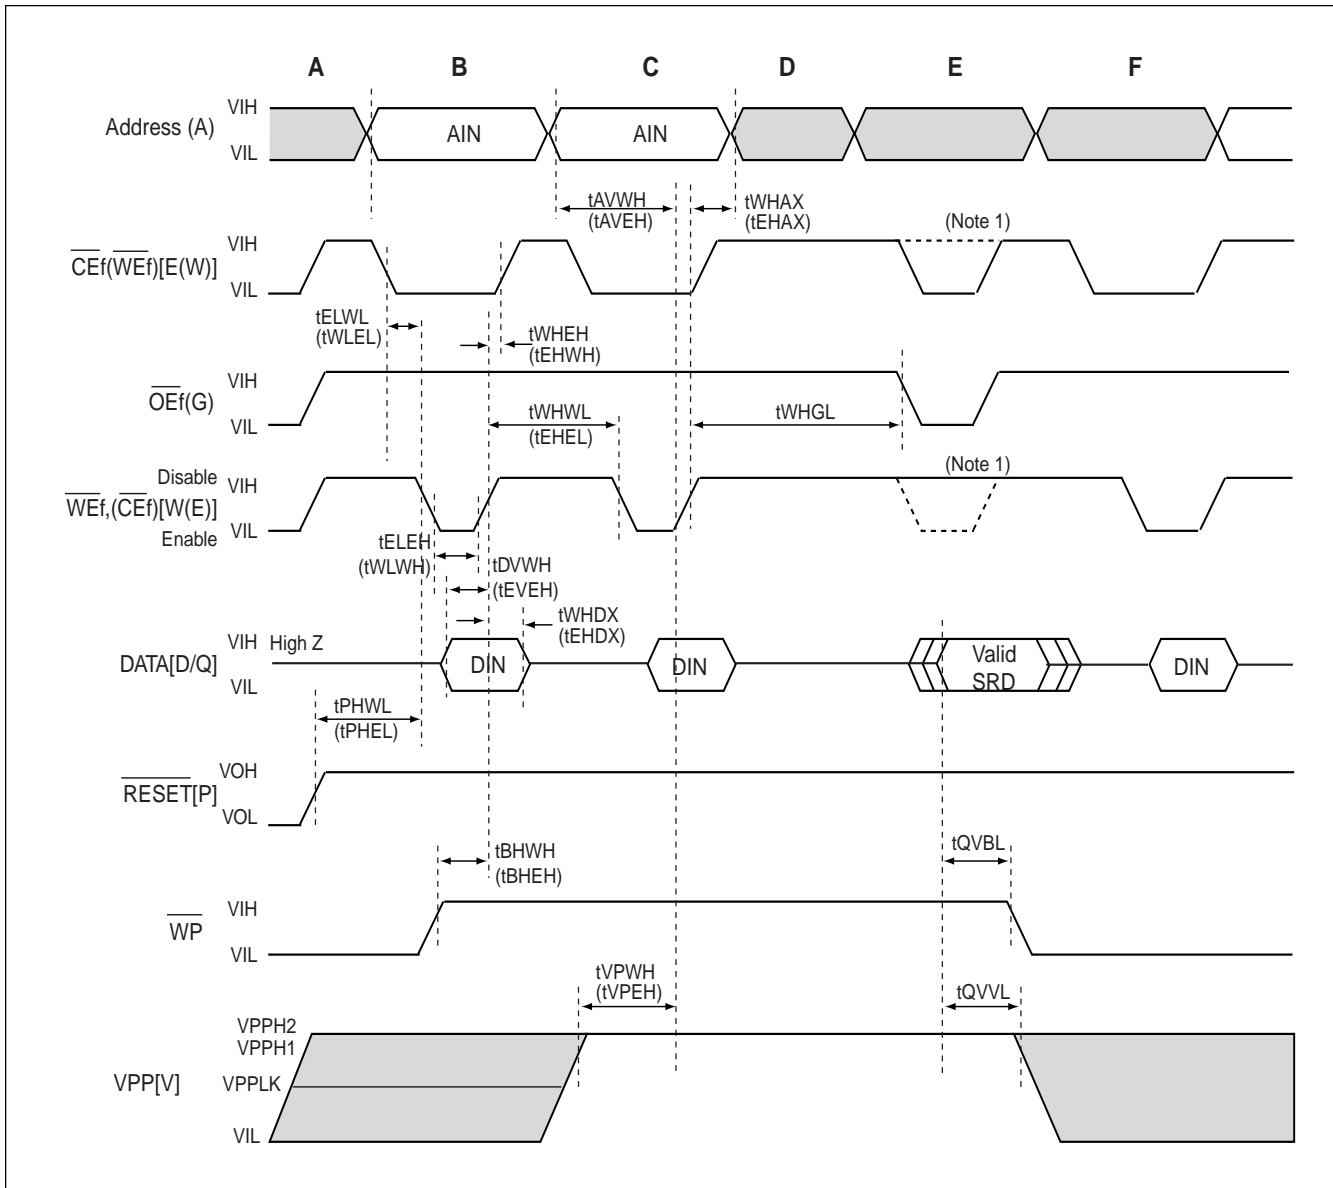 A B C D E F
Address (A)
VIH
VIL
AIN AIN
tAVWH
(tAVEH)
tWHAX
(tEHAX)
CEf(WEf)[E(W)]
VIH
VIL
(Note 1)
tELWL
(tWLEL)
tWHEH
(tEHWH)
OEf(G)
VIH
VIL
tWHWL
(tEHEL)
tWHGL
Disable
WEf,(CEf)[W(E)]
Enable
VIH
VIL
(Note 1)
tELEH
(tWLWH)
tDVWH
(tEVEH)
tWHDX
(tEHDX)
DATA[D/Q]
VIH
VIL
High Z
DIN DIN
Valid
SRD
DIN
tPHWL
(tPHEL)
RESET[P]
VOH
VOL
tBHWH
(tBHEH)
tQVBL
WP
VIH
VIL
tVPWH
(tVPEH)
tQVVL
VPP[V]
VPPH2
VPPH1
VPPLK
VIL